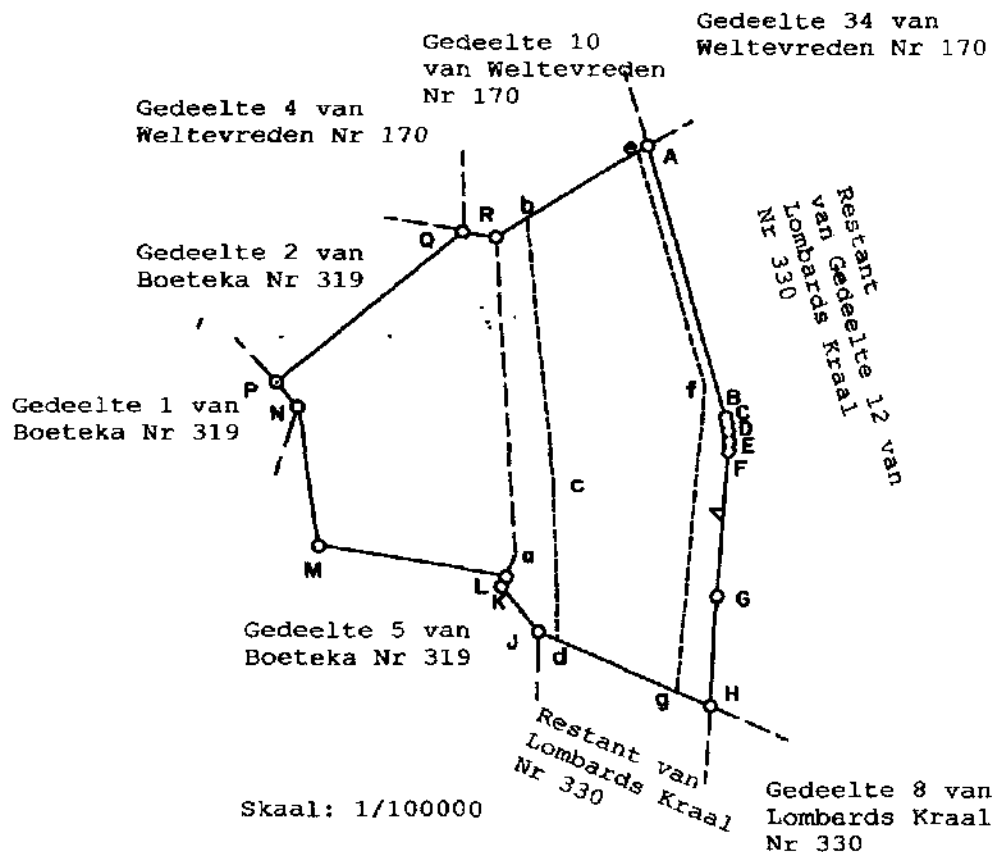 Gedeelte 34 van
Weltevreden Nr 170
Gedeelte 10
van Weltevreden
Nr 170
Gedeelte 4 van
Weltevreden Nr 170
e
A
R
b
Q
Gedeelte 2 van
Boeteka Nr 319
Restant
van Gedeelte 12 van
Lombards Kraal
Nr 330
P
N
f
B
C
D
E
F
Gedeelte 1 van
Boeteka Nr 319
c
a
M
L
K
G
Gedeelte 5 van
Boeteka Nr 319
J
d
g
H
Restant van
Lombards Kraal
Nr 330
Skaal: 1/100000
Gedeelte 8 van
Lombards Kraal
Nr 330